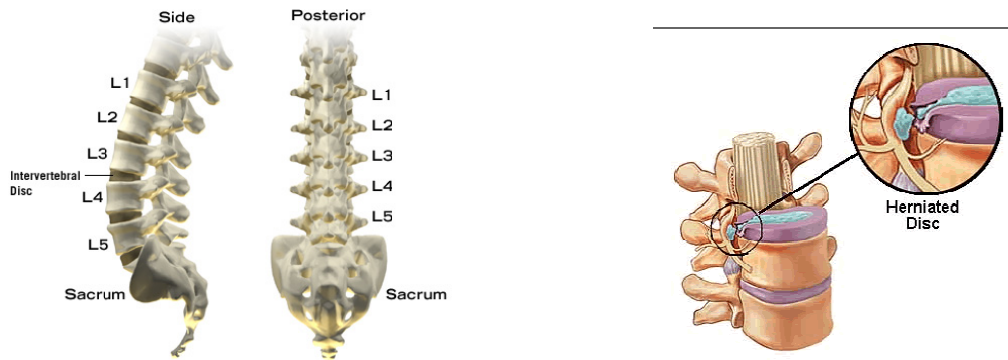 Side
L1
L2
L3
Intervertebral
Disc
L4
L5
Sacrum
Posterior
L1
L2
L3
L4
L5
Sacrum
Herniated
Disc